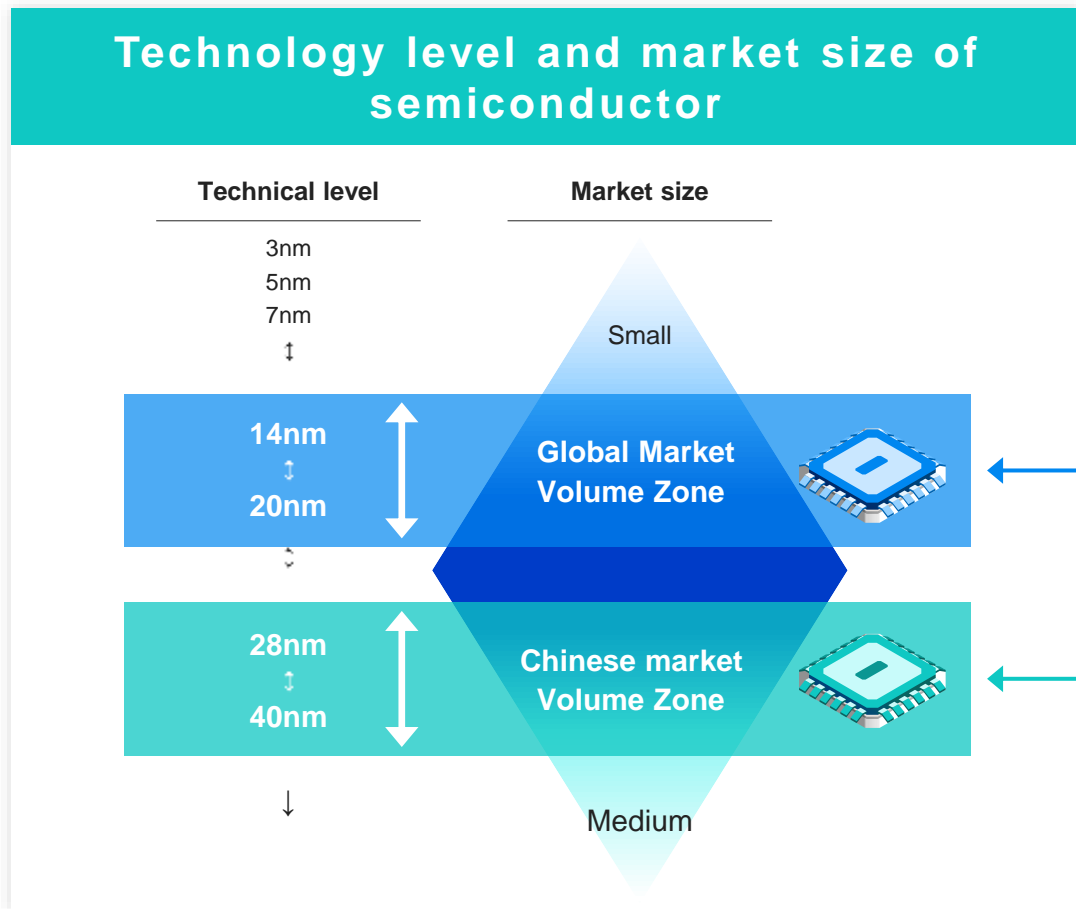 Technology level and market size of
semiconductor
Technical level
Market size
3nm
5nm
7nm
↕
Small
14nm
↕
20nm
Global Market
Volume Zone
↕
28nm
↕
40nm
Chinese market
Volume Zone
↓
Medium